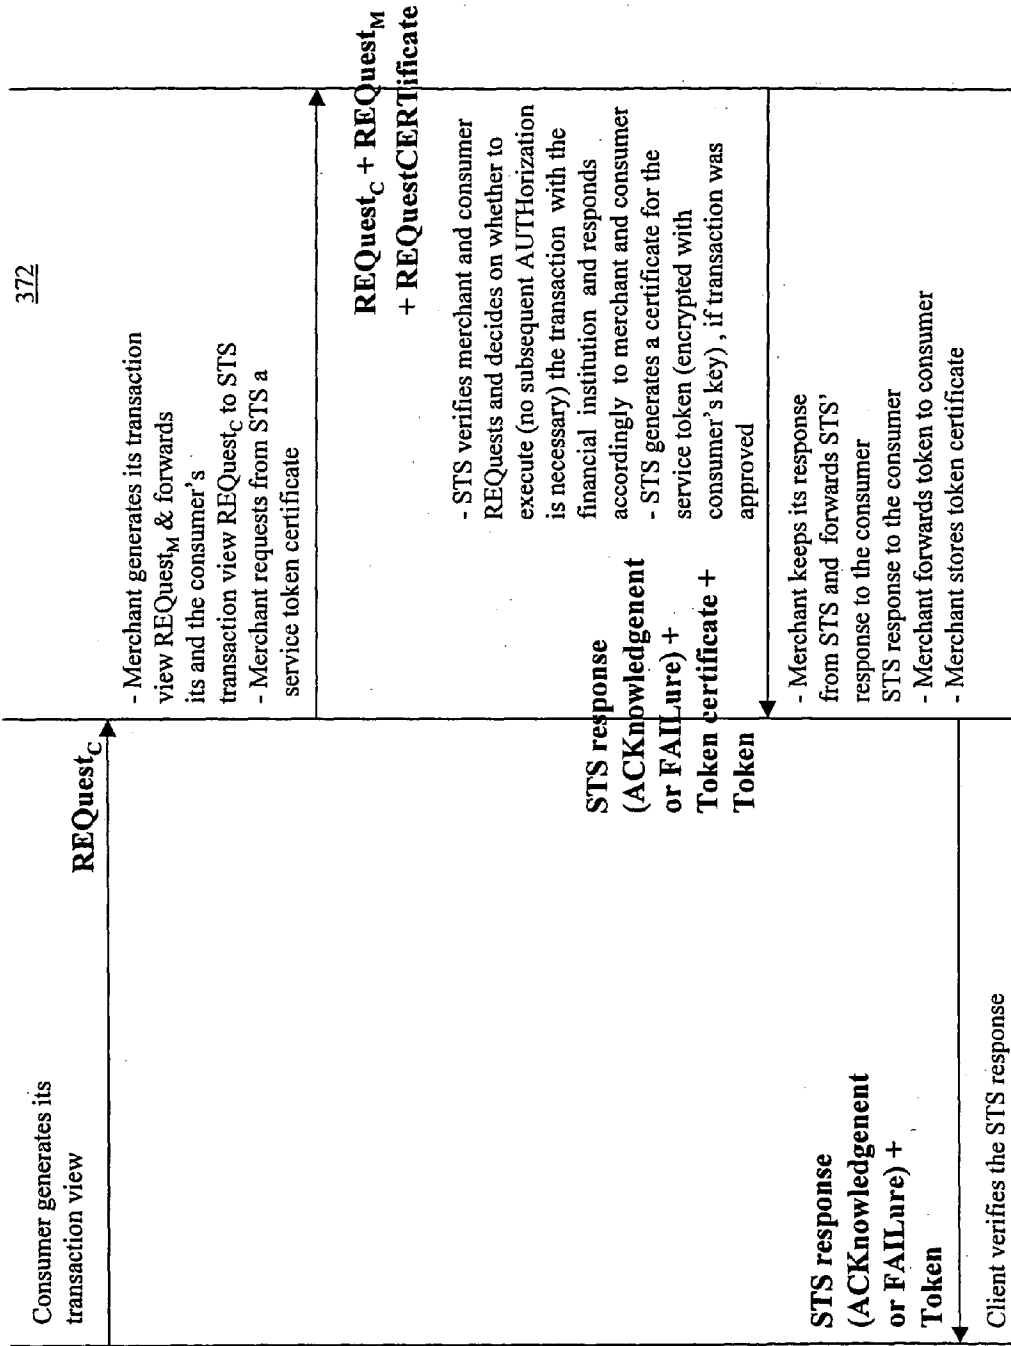 372
Consumer generates its
transaction view
REQuest_C
- Merchant generates its transaction
view REQuest_M & forwards
its and the consumer's
transaction view REQuest_C to STS
- Merchant requests from STS a
service token certificate
REQuest_C + REQuest_M
+ REQuestCERTificate
- STS verifies merchant and consumer
REQuests and decides on whether to
execute (no subsequent AUTHorization
is necessary) the transaction with the
financial institution and responds
accordingly to merchant and consumer
- STS generates a certificate for the
service token (encrypted with
consumer's key), if transaction was
approved
STS response
(ACKnowledgenent
or FAILure) +
Token certificate +
Token
- Merchant keeps its response
from STS and forwards STS'
response to the consumer
STS response to the consumer
- Merchant forwards token to consumer
- Merchant stores token certificate
STS response
(ACKnowledgenent
or FAILure) +
Token
Client verifies the STS response